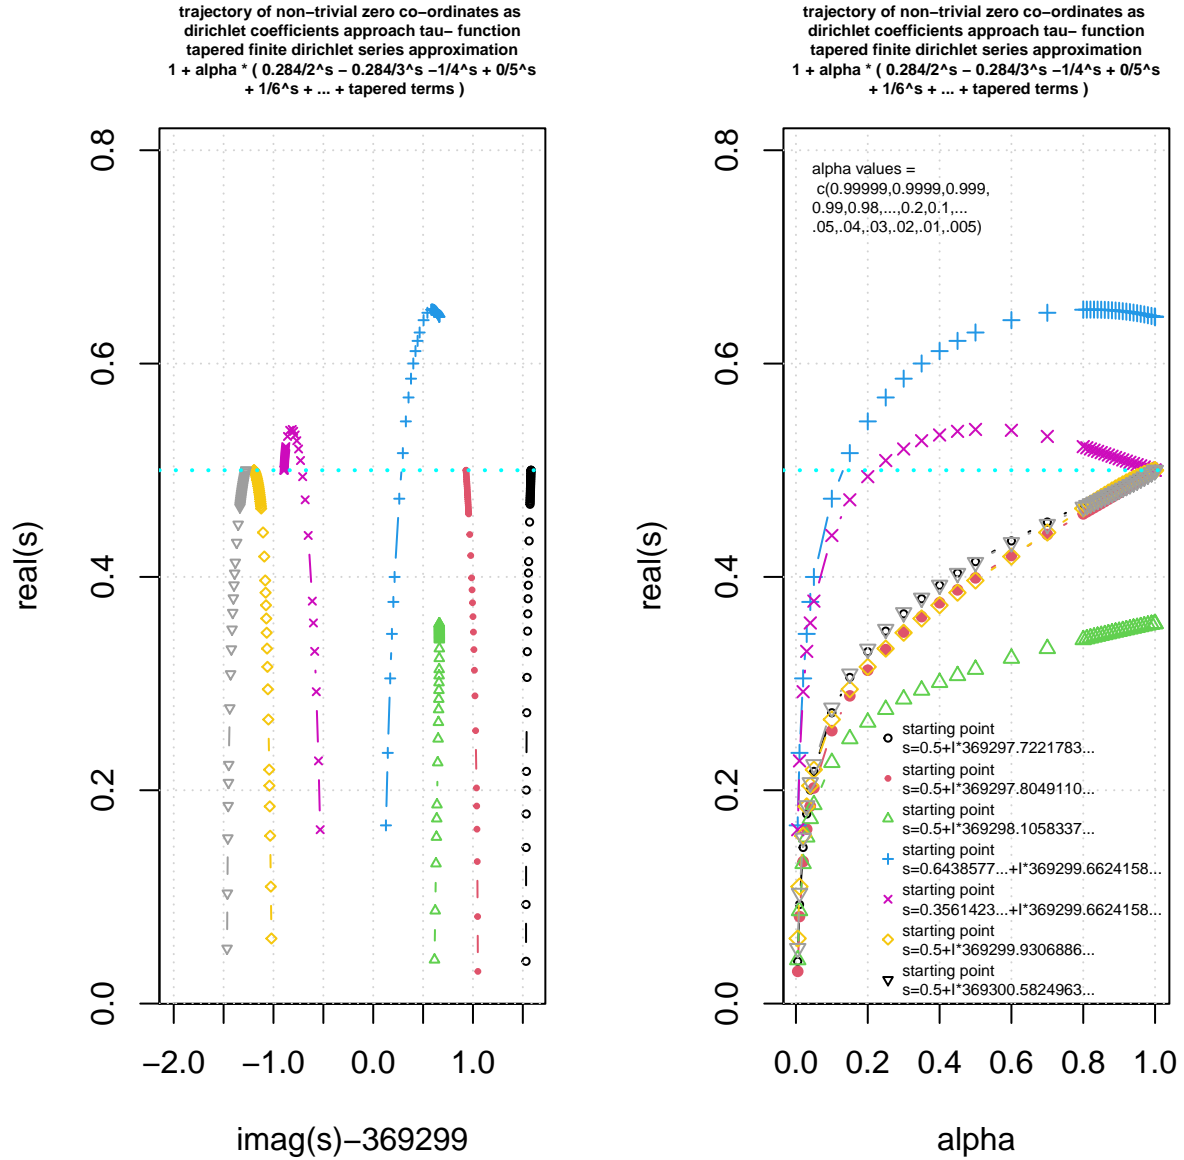 trajectory of non−trivial zero co−ordinates as
dirichlet coefficients approach tau− function
tapered finite dirichlet series approximation
1 + alpha * ( 0.284/2^s − 0.284/3^s −1/4^s + 0/5^s
+ 1/6^s + ... + tapered terms )
0.8
0.6
0.4
0.2
0.0
real(s)
−2.0
−1.0
0.0
1.0
imag(s)−369299
trajectory of non−trivial zero co−ordinates as
dirichlet coefficients approach tau− function
tapered finite dirichlet series approximation
1 + alpha * ( 0.284/2^s − 0.284/3^s −1/4^s + 0/5^s
+ 1/6^s + ... + tapered terms )
0.8
0.6
0.4
0.2
0.0
real(s)
alpha values =
c(0.99999,0.9999,0.999,
0.99,0.98,...,0.2,0.1,...
.05,.04,.03,.02,.01,.005)
starting point
s=0.5+I*369297.7221783...
starting point
s=0.5+I*369297.8049110...
starting point
s=0.5+I*369298.1058337...
starting point
s=0.6438577...+I*369299.6624158...
starting point
s=0.3561423...+I*369299.6624158...
starting point
s=0.5+I*369299.9306886...
starting point
s=0.5+I*369300.5824963...
0.0
0.2
0.4
0.6
0.8
1.0
alpha